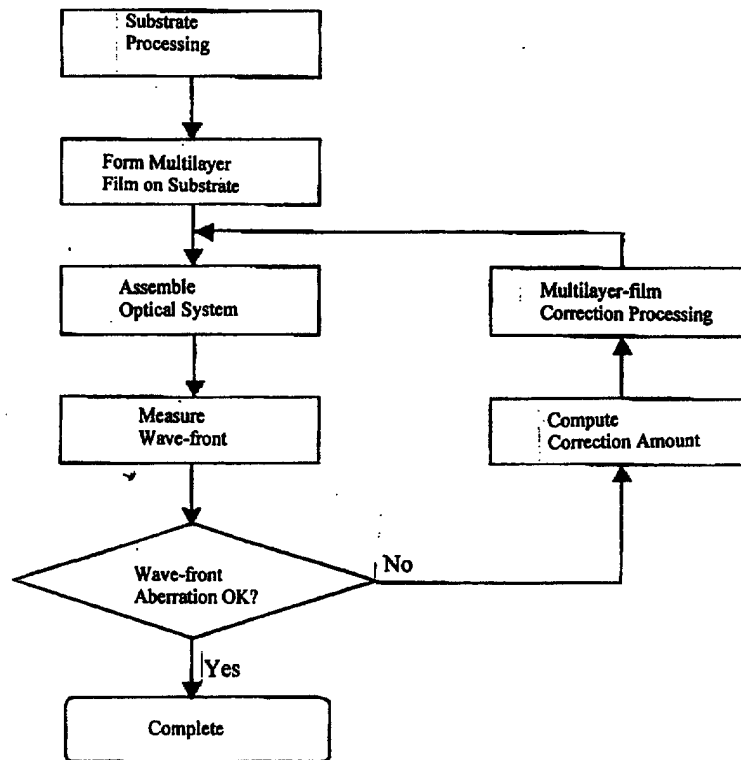 Substrate
Processing
Form Multilayer
Film on Substrate
Assemble
Optical System
Multilayer-film
Correction Processing
Measure
Wave-front
Compute
Correction Amount
Wave-front
Aberration OK?
No
Yes
Complete